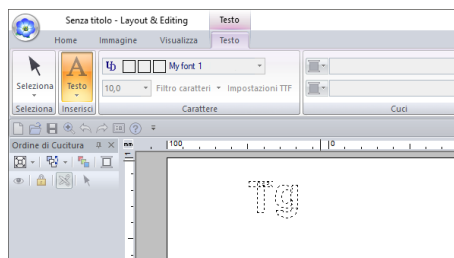 Senza titolo - Layout & Editing Testo
Home Immagine Visualizza Testo
My font 1
10,0 Filtro caratteri Impostazioni TTF
Seleziona Testo
Seleziona Inserisci Carattere Cuci
Ordine di Cucitura
mm 100 0
Tg